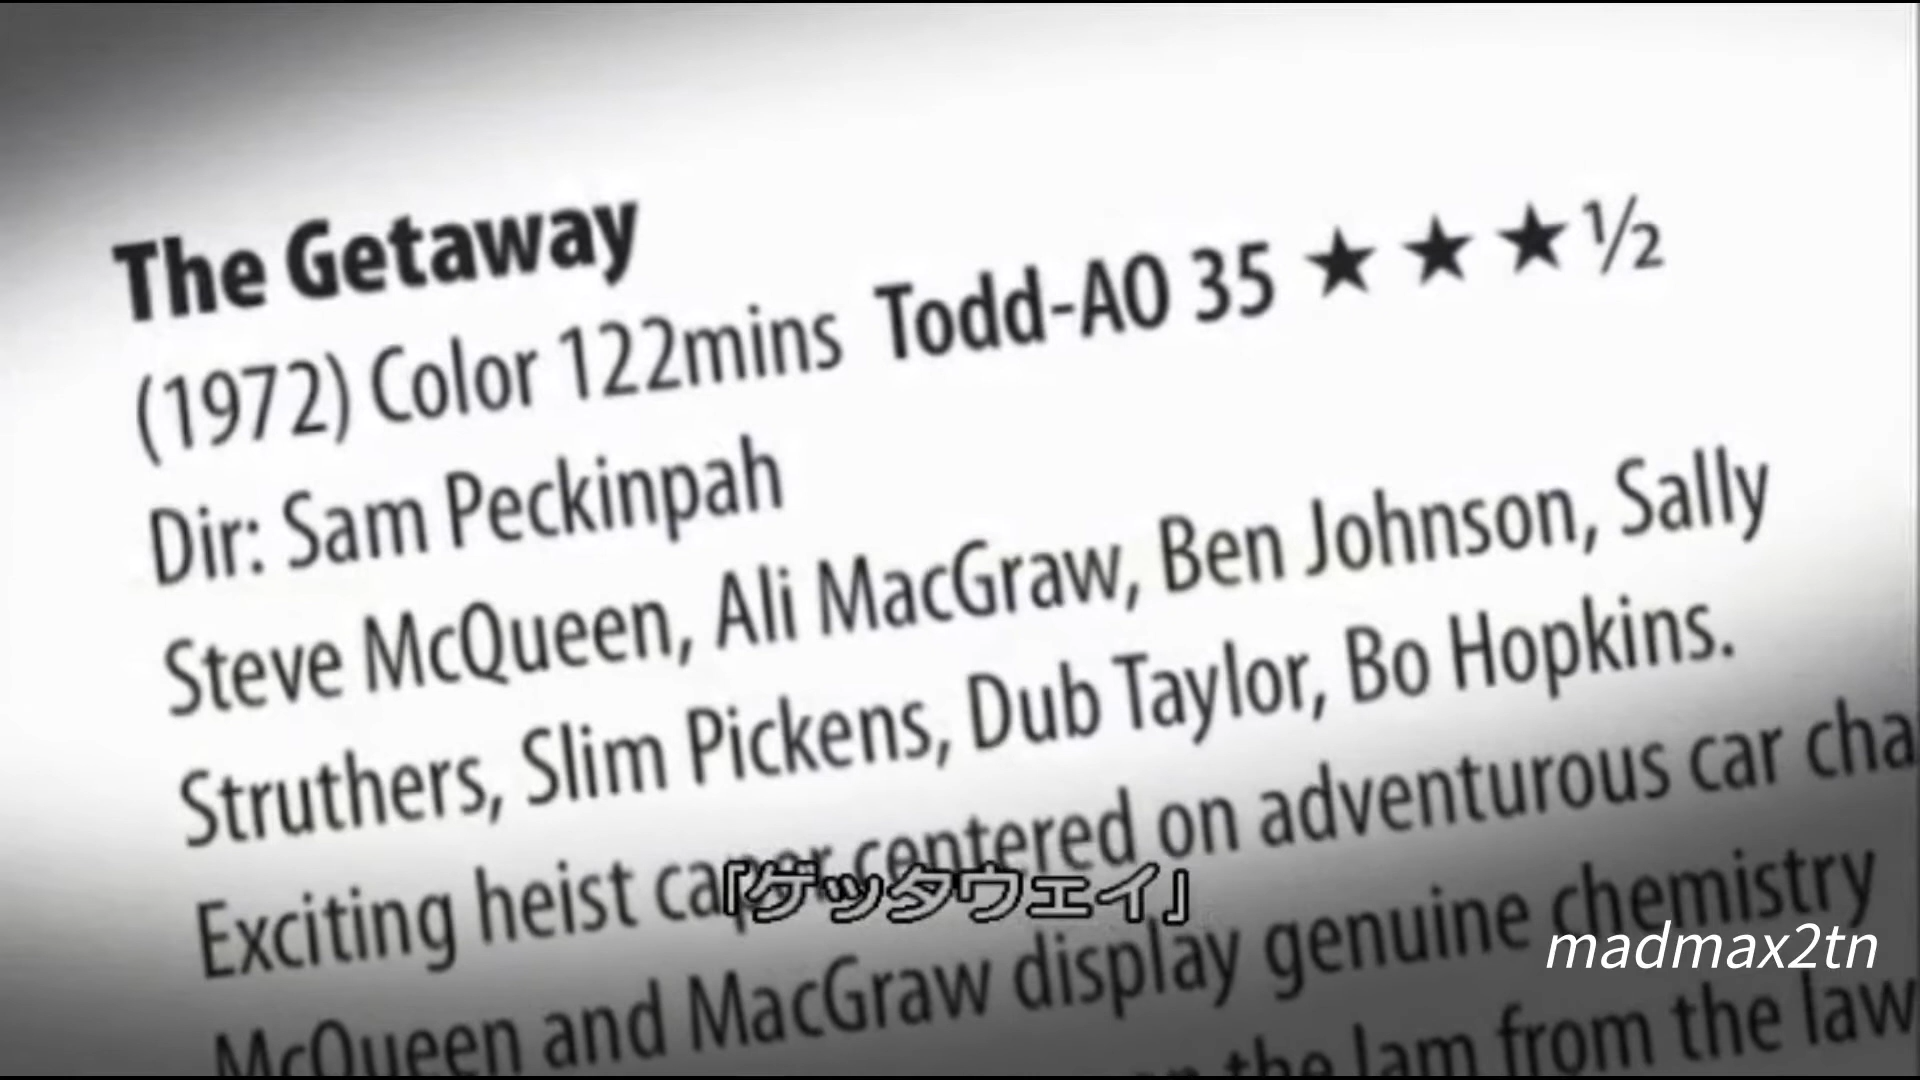 The Getaway
(1972) Color 122mins Todd-AO 35 ★ ★ ★ ½
Dir: Sam Peckinpah
Steve McQueen, Ali MacGraw, Ben Johnson, Sally
Struthers, Slim Pickens, Dub Taylor, Bo Hopkins.
Exciting heist caper centered on adventurous car cha
McQueen and MacGraw display genuine chemistry
the lam from the law
「ゲッタウェイ」
madmax2tn